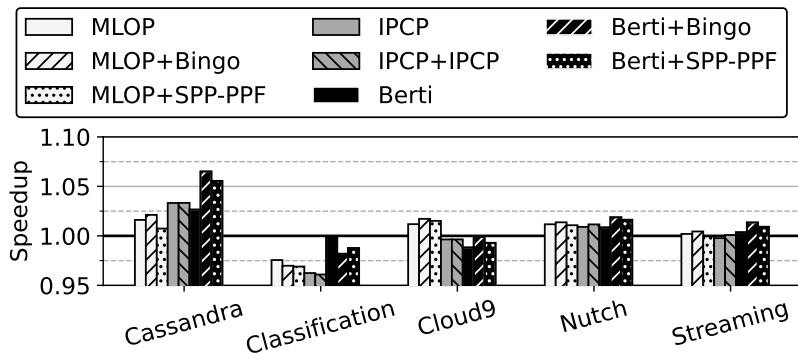 MLOP IPCP Berti+Bingo
MLOP+Bingo IPCP+IPCP Berti+SPP-PPF
MLOP+SPP-PPF Berti
1.10
1.05
1.00
0.95
Speedup
Cassandra Classification Cloud9 Nutch Streaming